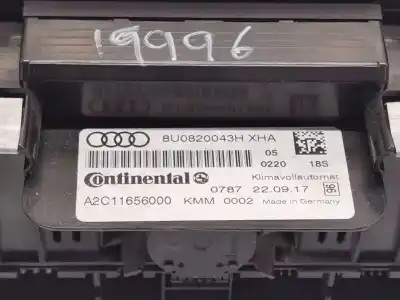 19996
8U0820043H XHA
05
0220 18S
Continental Klimavollautomat
0787 22.09.17
A2C11656000 KMM 0002 Made in Germany